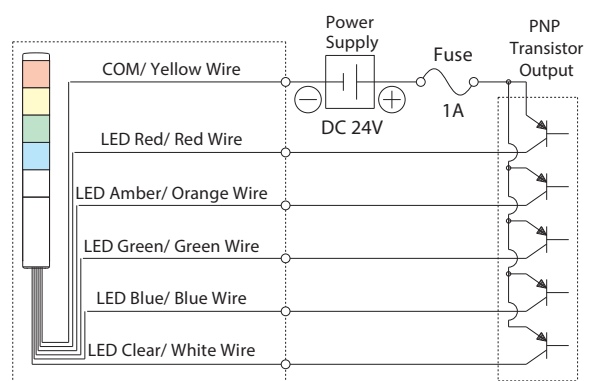 Power
Supply
PNP
Transistor
Output
Fuse
COM/ Yellow Wire
1A
DC 24V
LED Red/ Red Wire
LED Amber/ Orange Wire
LED Green/ Green Wire
LED Blue/ Blue Wire
LED Clear/ White Wire